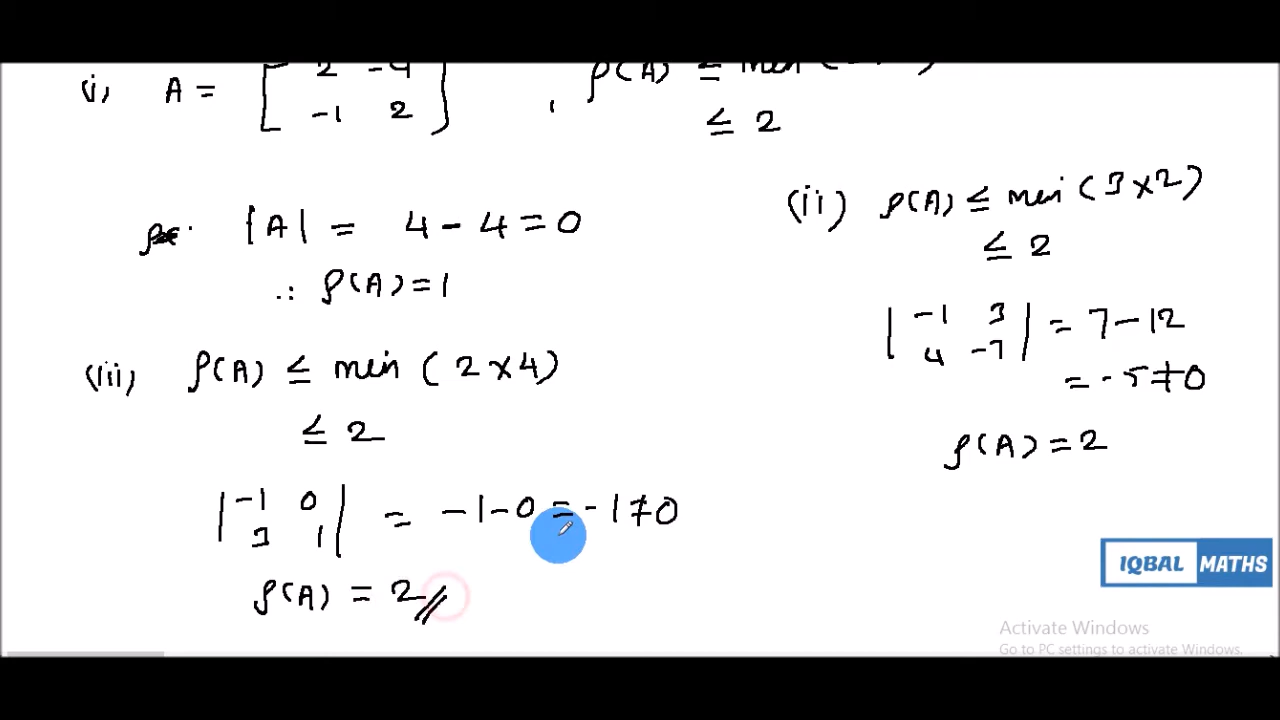 (i) A = [ 2 -4
-1 2 ] , ρ(A) ≤ min (
≤ 2
|A| = 4 - 4 = 0
∴ ρ(A) = 1
(ii) ρ(A) ≤ min (3 × 2)
≤ 2
| -1 3
4 -7 | = 7 - 12
= -5 ≠ 0
ρ(A) = 2
(iii) ρ(A) ≤ min (2 × 4)
≤ 2
| -1 0
3 1 | = -1 - 0 = -1 ≠ 0
ρ(A) = 2 //
IQBAL MATHS
Activate Windows
Go to PC settings to activate Windows.